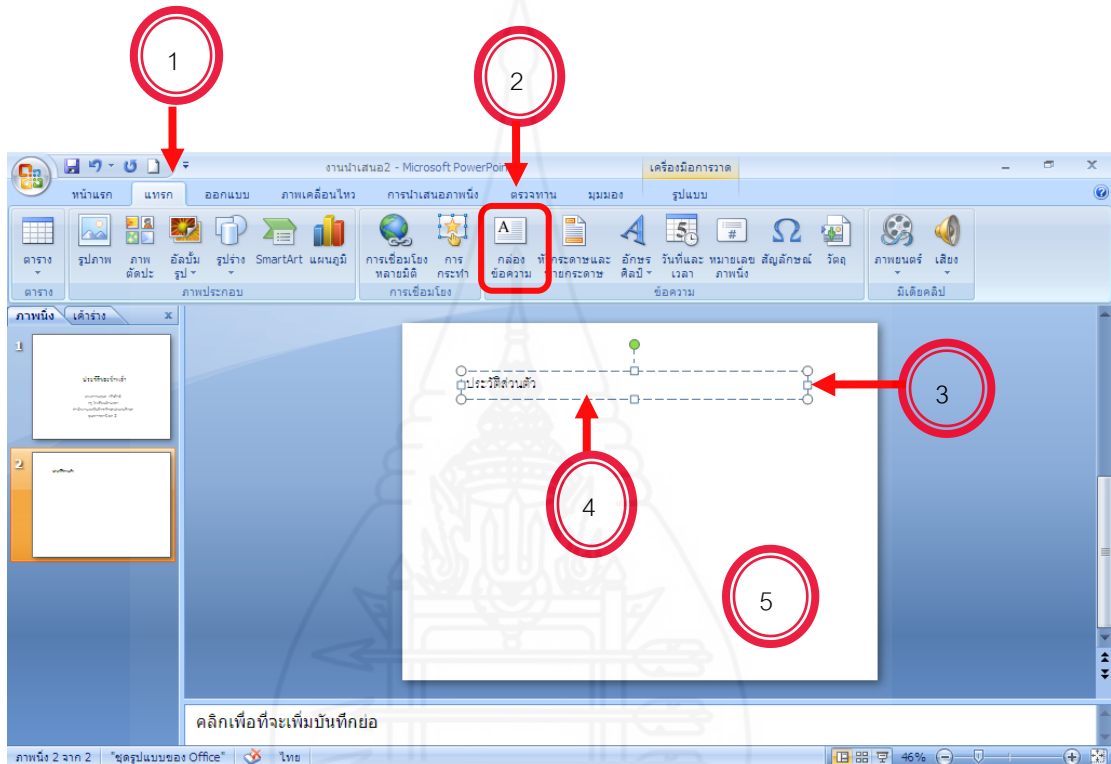 1
2
งานนำเสนอ2 - Microsoft PowerPoin
เครื่องมือการวาด
หน้าแรก แทรก ออกแบบ ภาพเคลื่อนไหว การนำเสนอภาพนิ่ง ตรวจทาน มุมมอง รูปแบบ
ตาราง รูปภาพ ภาพตัดปะ อัลบั้มรูป รูปร่าง SmartArt แผนภูมิ การเชื่อมโยงหลายมิติ การกระทำ กล่องข้อความ อักษรศิลป์ วันที่และเวลา หมายเลขภาพนิ่ง สัญลักษณ์ วัตถุ ภาพยนตร์ เสียง
ตาราง ภาพประกอบ การเชื่อมโยง ข้อความ มีเดียคลิป
ภาพนิ่ง เค้าร่าง x
1
2
ประวัติส่วนตัว
3
4
5
คลิกเพื่อที่จะเพิ่มบันทึกย่อ
ภาพนิ่ง 2 จาก 2 "ชุดรูปแบบของ Office" ไทย 46%